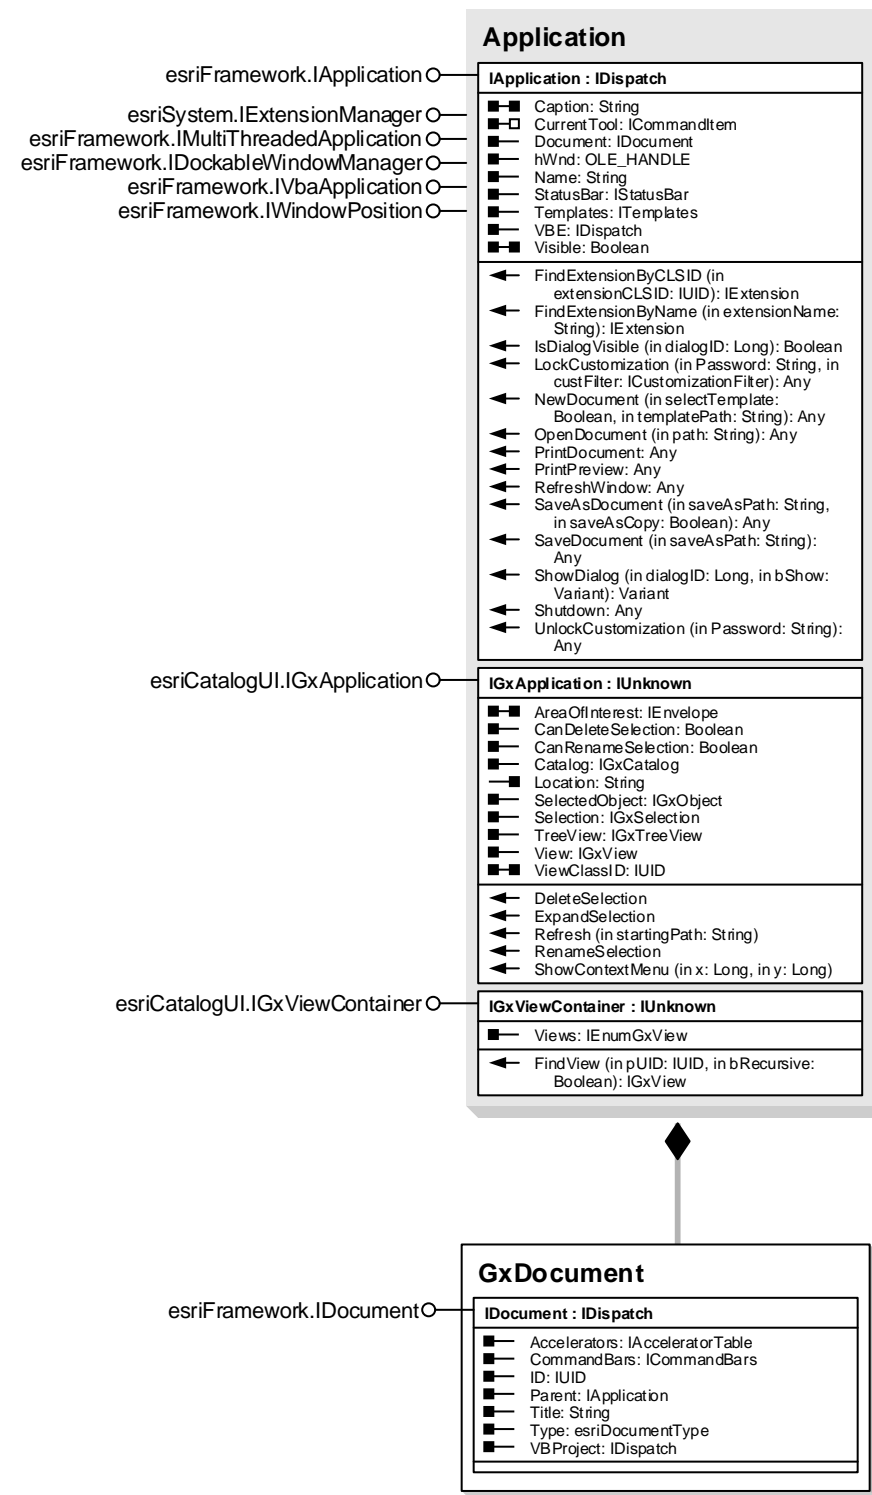 Application
esriFramework.IApplication
IApplication : IDispatch
esriSystem.IExtensionManager
esriFramework.IMultiThreadedApplication
esriFramework.IDockableWindowManager
esriFramework.IVbaApplication
esriFramework.IWindowPosition
Caption: String
CurrentTool: ICommandItem
Document: IDocument
hWnd: OLE_HANDLE
Name: String
StatusBar: IStatusBar
Templates: ITemplates
VBE: IDispatch
Visible: Boolean
FindExtensionByCLSID (in
extensionCLSID: IUID): IExtension
FindExtensionByName (in extensionName:
String): IExtension
IsDialogVisible (in dialogID: Long): Boolean
LockCustomization (in Password: String, in
custFilter: ICustomizationFilter): Any
NewDocument (in selectTemplate:
Boolean, in templatePath: String): Any
OpenDocument (in path: String): Any
PrintDocument: Any
PrintPreview: Any
RefreshWindow: Any
SaveAsDocument (in saveAsPath: String,
in saveAsCopy: Boolean): Any
SaveDocument (in saveAsPath: String):
Any
ShowDialog (in dialogID: Long, in bShow:
Variant): Variant
Shutdown: Any
UnlockCustomization (in Password: String):
Any
esriCatalogUI.IGxApplication
IGxApplication : IUnknown
AreaOfInterest: IEnvelope
CanDeleteSelection: Boolean
CanRenameSelection: Boolean
Catalog: IGxCatalog
Location: String
SelectedObject: IGxObject
Selection: IGxSelection
TreeView: IGxTreeView
View: IGxView
ViewClassID: IUID
DeleteSelection
ExpandSelection
Refresh (in startingPath: String)
RenameSelection
ShowContextMenu (in x: Long, in y: Long)
esriCatalogUI.IGxViewContainer
IGxViewContainer : IUnknown
Views: IEnumGxView
FindView (in pUID: IUID, in bRecursive:
Boolean): IGxView
GxDocument
esriFramework.IDocument
IDocument : IDispatch
Accelerators: IAcceleratorTable
CommandBars: ICommandBars
ID: IUID
Parent: IApplication
Title: String
Type: esriDocumentType
VBProject: IDispatch